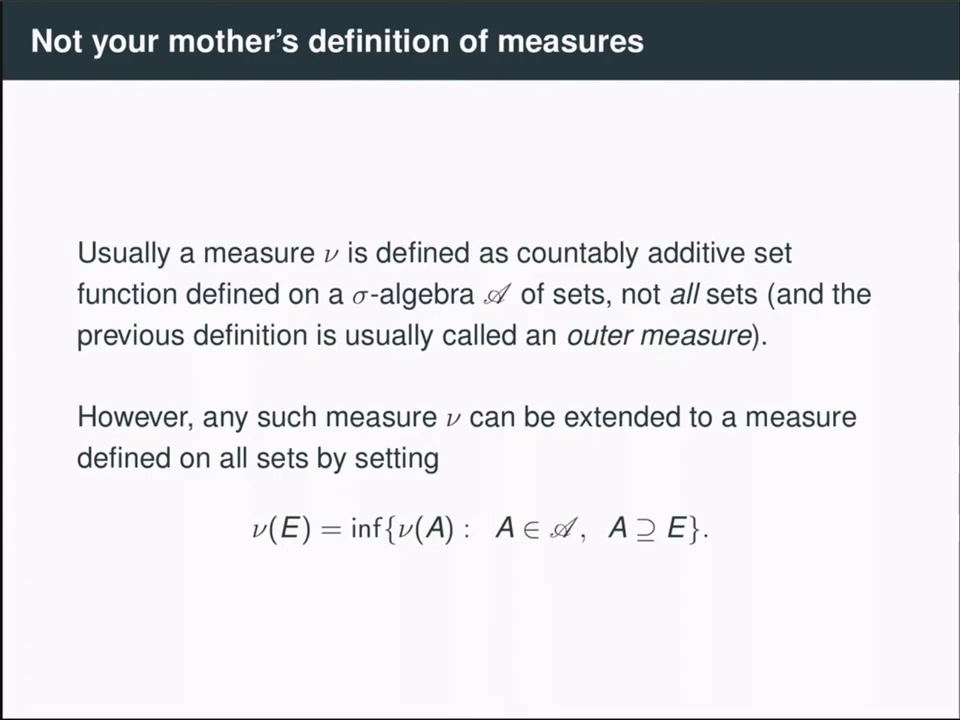 Not your mother's definition of measures
Usually a measure ν is defined as countably additive set
function defined on a σ-algebra 𝒜 of sets, not all sets (and the
previous definition is usually called an outer measure).
However, any such measure ν can be extended to a measure
defined on all sets by setting
ν(E) = inf{ν(A) : A ∈ 𝒜, A ⊇ E}.